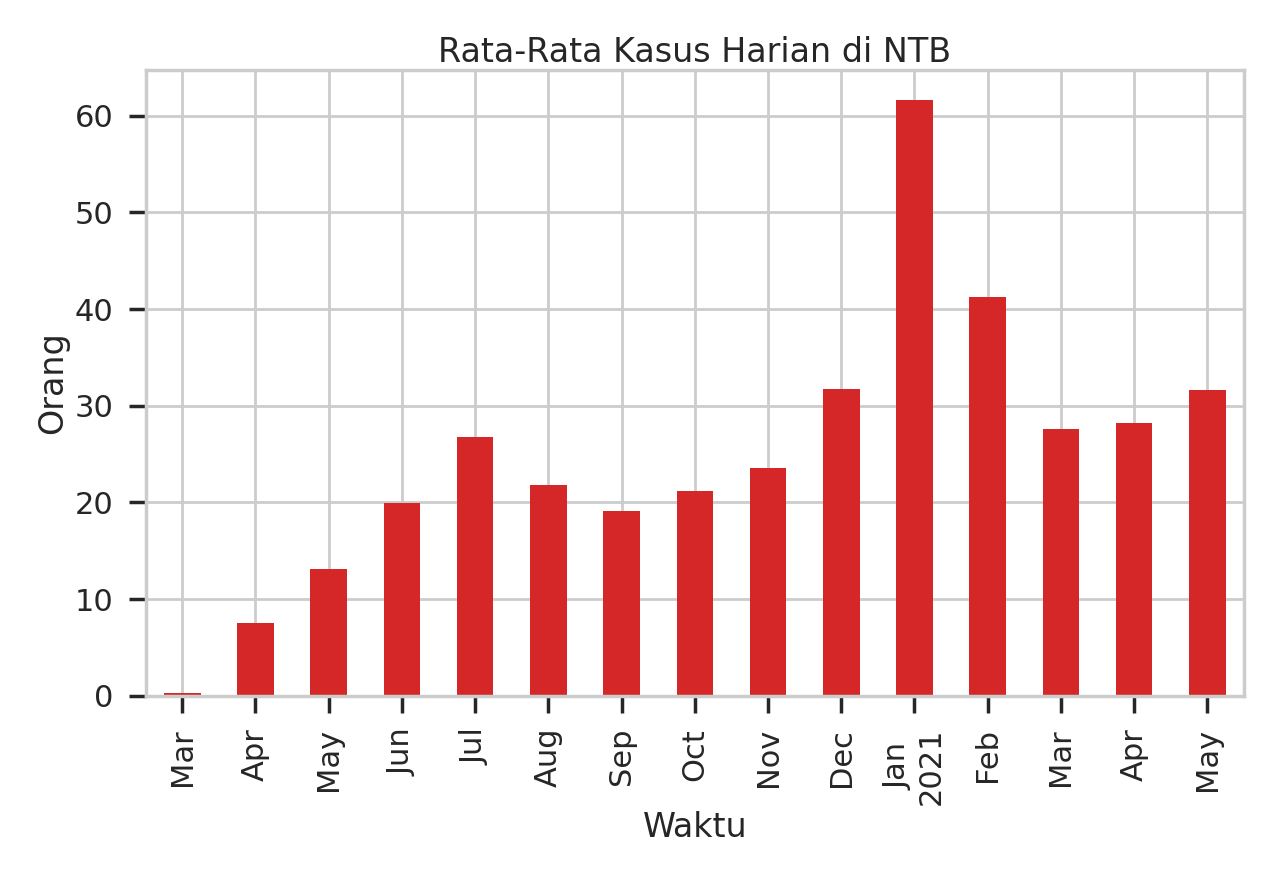 Rata-Rata Kasus Harian di NTB
60
50
40
30
20
10
0
Orang
Mar
Apr
May
Jun
Jul
Aug
Sep
Oct
Nov
Dec
Jan
2021
Feb
Mar
Apr
May
Waktu